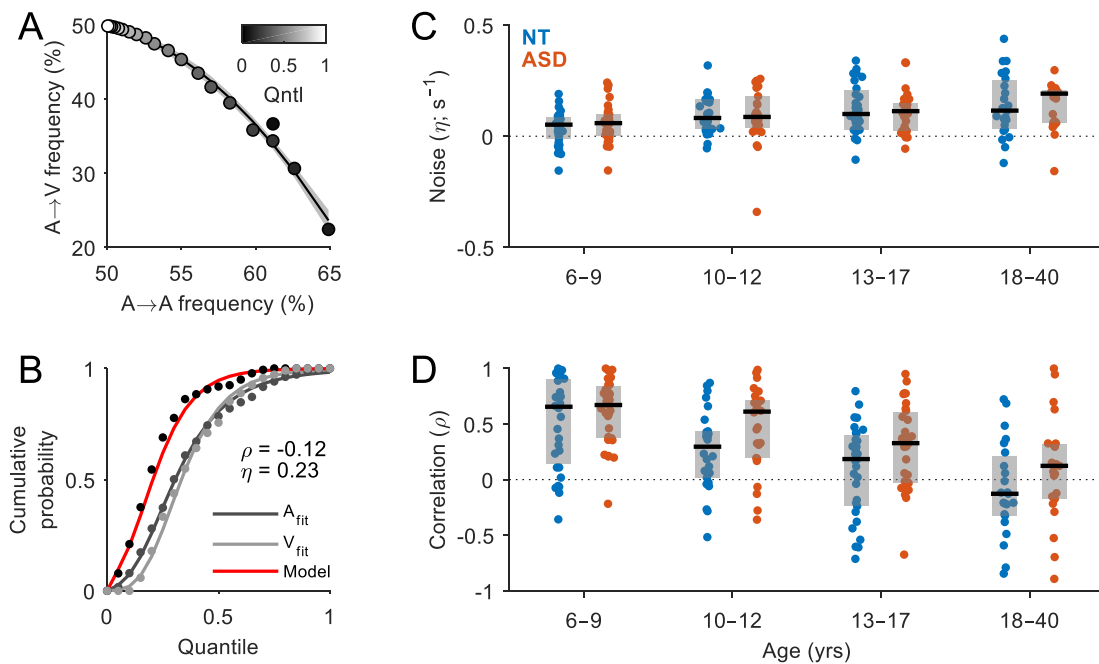 A
A→V frequency (%)
50
40
30
20
50
55
60
65
A→A frequency (%)
0
0.5
1
Qntl
B
Cumulative
probability
1
0.5
0
0
0.5
1
Quantile
ρ = -0.12
η = 0.23
A fit
V fit
Model
C
NT
ASD
Noise (η; s⁻¹)
0.5
0
-0.5
6−9
10−12
13−17
18-40
D
Correlation (ρ)
1
0.5
0
-0.5
-1
6−9
10−12
13−17
18-40
Age (yrs)